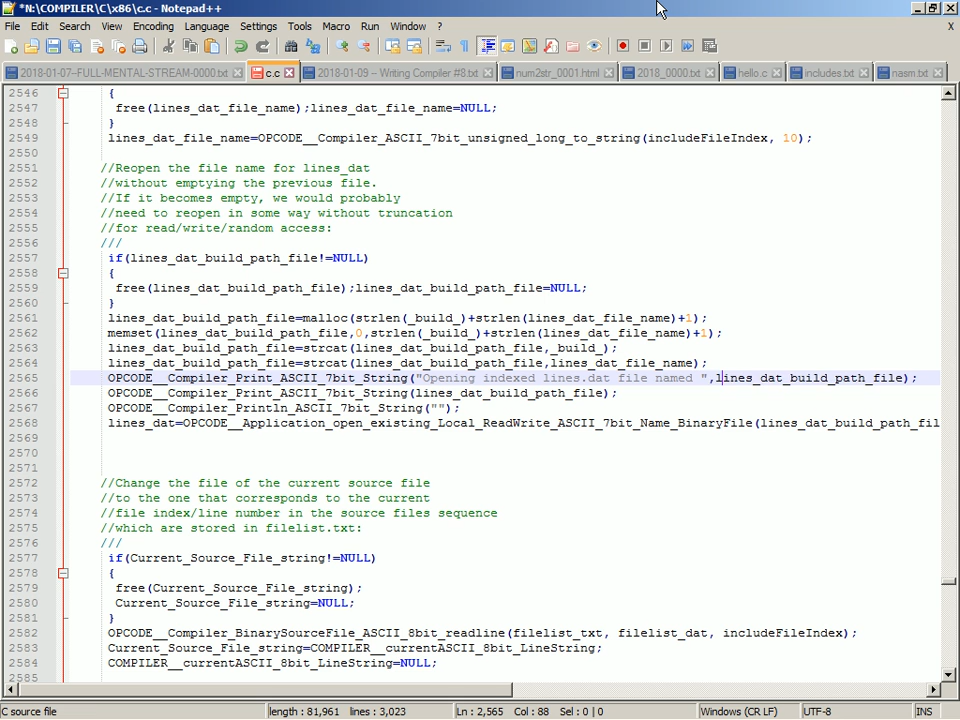 *N:\COMPILER\C\x86\c.c - Notepad++
File Edit Search View Encoding Language Settings Tools Macro Run Window ? X
2018-01-07-FULL-MENTAL-STREAM-0000.txt c.c 2018-01-09 -- Writing Compiler #8.txt num2str_0001.html 2018_0000.txt hello.c includes.txt nasm.txt
2546 {
2547 free(lines_dat_file_name);lines_dat_file_name=NULL;
2548 }
2549 lines_dat_file_name=OPCODE__Compiler_ASCII_7bit_unsigned_long_to_string(includeFileIndex, 10);
2550
2551 //Reopen the file name for lines_dat
2552 //without emptying the previous file.
2553 //If it becomes empty, we would probably
2554 //need to reopen in some way without truncation
2555 //for read/write/random access:
2556 ///
2557 if(lines_dat_build_path_file!=NULL)
2558 {
2559 free(lines_dat_build_path_file);lines_dat_build_path_file=NULL;
2560 }
2561 lines_dat_build_path_file=malloc(strlen(_build_)+strlen(lines_dat_file_name)+1);
2562 memset(lines_dat_build_path_file,0,strlen(_build_)+strlen(lines_dat_file_name)+1);
2563 lines_dat_build_path_file=strcat(lines_dat_build_path_file,_build_);
2564 lines_dat_build_path_file=strcat(lines_dat_build_path_file,lines_dat_file_name);
2565 OPCODE__Compiler_Print_ASCII_7bit_String("Opening indexed lines.dat file named ",lines_dat_build_path_file);
2566 OPCODE__Compiler_Print_ASCII_7bit_String(lines_dat_build_path_file);
2567 OPCODE__Compiler_Println_ASCII_7bit_String("");
2568 lines_dat=OPCODE__Application_open_existing_Local_ReadWrite_ASCII_7bit_Name_BinaryFile(lines_dat_build_path_fil
2569
2570
2571
2572 //Change the file of the current source file
2573 //to the one that corresponds to the current
2574 //file index/line number in the source files sequence
2575 //which are stored in filelist.txt:
2576 ///
2577 if(Current_Source_File_string!=NULL)
2578 {
2579 free(Current_Source_File_string);
2580 Current_Source_File_string=NULL;
2581 }
2582 OPCODE__Compiler_BinarySourceFile_ASCII_8bit_readline(filelist_txt, filelist_dat, includeFileIndex);
2583 Current_Source_File_string=COMPILER__currentASCII_8bit_LineString;
2584 COMPILER__currentASCII_8bit_LineString=NULL;
2585
C source file length : 81,961 lines : 3,023 Ln : 2,565 Col : 88 Sel : 0 | 0 Windows (CR LF) UTF-8 INS